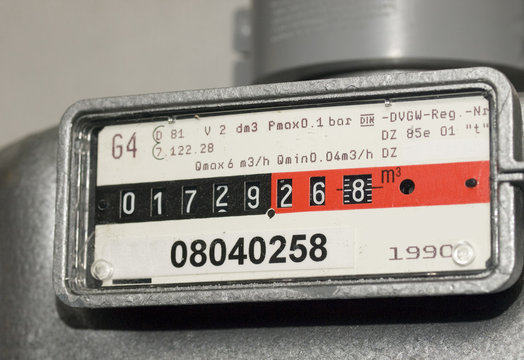 G4 D 81 V 2 dm3 Pmax0.1 bar DIN -DVGW-Reg.-Nr
7.122.28 DZ 85e 01 "t"
Qmax6 m3/h Qmin0.04m3/h DZ
01729268 m³
08040258
1990